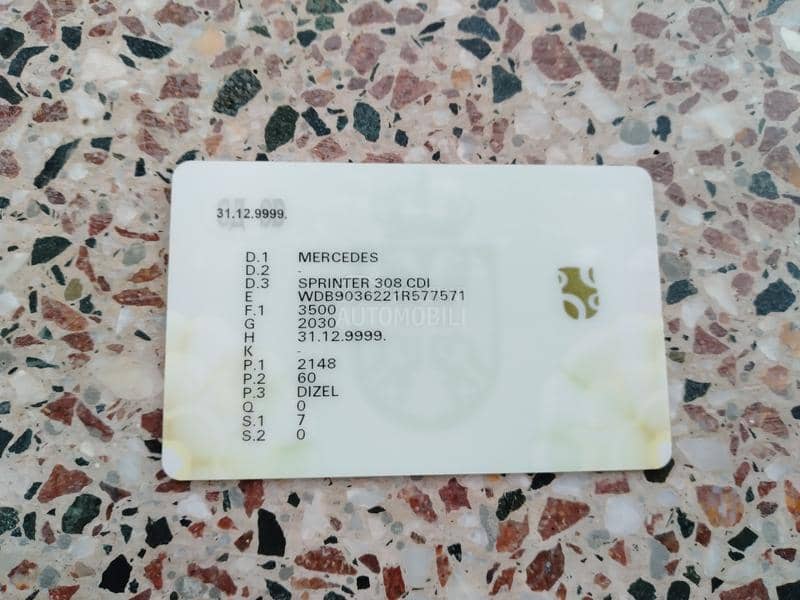 31.12.9999.
D.1 MERCEDES
D.2 -
D.3 SPRINTER 308 CDI
E WDB9036221R577571
F.1 3500
G 2030
AUTOMOBILI
H 31.12.9999.
K -
P.1 2148
P.2 60
P.3 DIZEL
Q 0
S.1 7
S.2 0